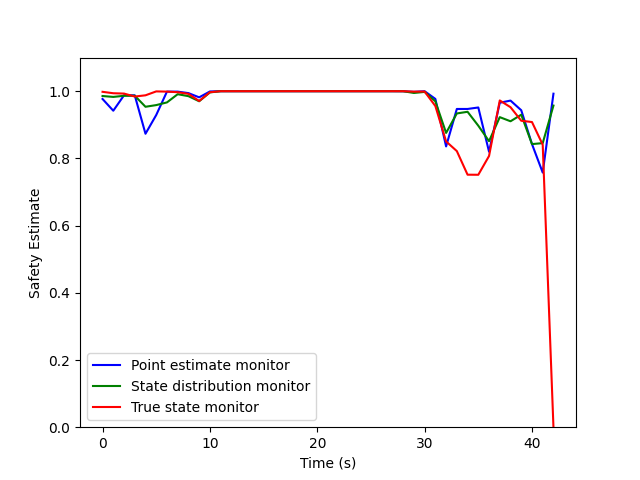 1.0
0.8
0.6
0.4
0.2
0.0
Safety Estimate
Point estimate monitor
State distribution monitor
True state monitor
0 10 20 30 40
Time (s)